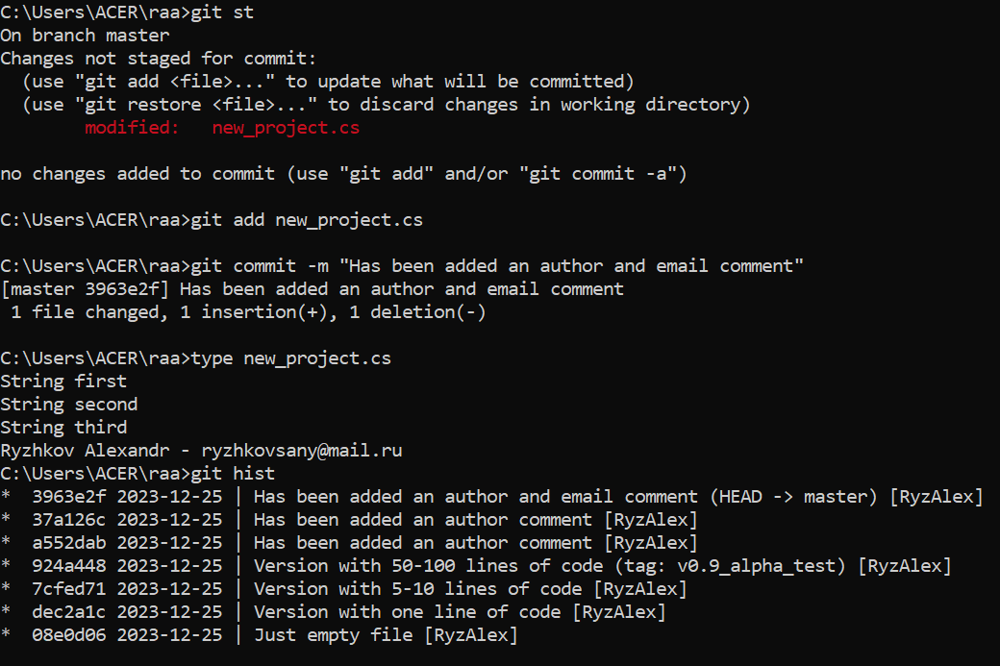 C:\Users\ACER\raa>git st
On branch master
Changes not staged for commit:
  (use "git add <file>..." to update what will be committed)
  (use "git restore <file>..." to discard changes in working directory)
        modified:   new_project.cs

no changes added to commit (use "git add" and/or "git commit -a")

C:\Users\ACER\raa>git add new_project.cs

C:\Users\ACER\raa>git commit -m "Has been added an author and email comment"
[master 3963e2f] Has been added an author and email comment
 1 file changed, 1 insertion(+), 1 deletion(-)

C:\Users\ACER\raa>type new_project.cs
String first
String second
String third
Ryzhkov Alexandr - ryzhkovsany@mail.ru
C:\Users\ACER\raa>git hist
*  3963e2f 2023-12-25 | Has been added an author and email comment (HEAD -> master) [RyzAlex]
*  37a126c 2023-12-25 | Has been added an author comment [RyzAlex]
*  a552dab 2023-12-25 | Has been added an author comment [RyzAlex]
*  924a448 2023-12-25 | Version with 50-100 lines of code (tag: v0.9_alpha_test) [RyzAlex]
*  7cfed71 2023-12-25 | Version with 5-10 lines of code [RyzAlex]
*  dec2a1c 2023-12-25 | Version with one line of code [RyzAlex]
*  08e0d06 2023-12-25 | Just empty file [RyzAlex]